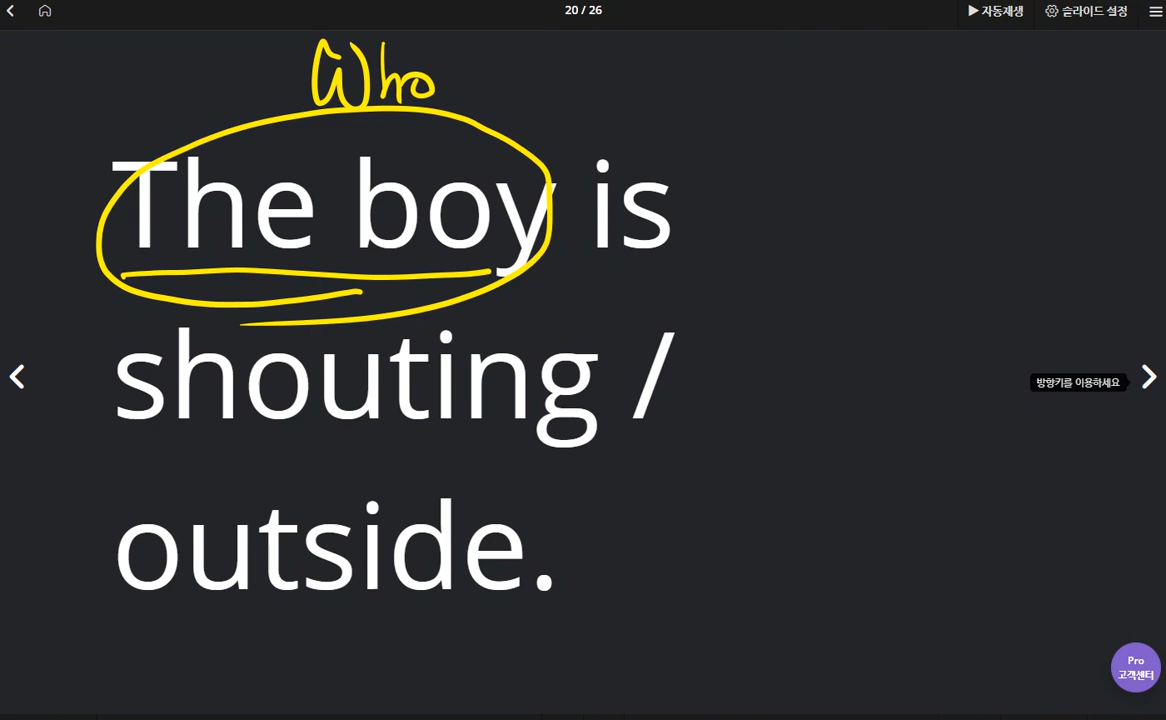 20 / 26
▶ 자동재생
슬라이드 설정
Who
The boy is
shouting /
outside.
방향키를 이용하세요
Pro
고객센터